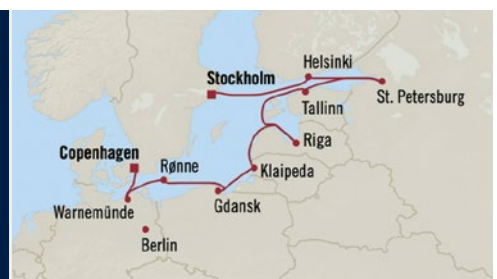 Helsinki
Stockholm
St. Petersburg
Tallinn
Riga
Copenhagen
Rønne
Klaipeda
Warnemünde
Gdansk
Berlin